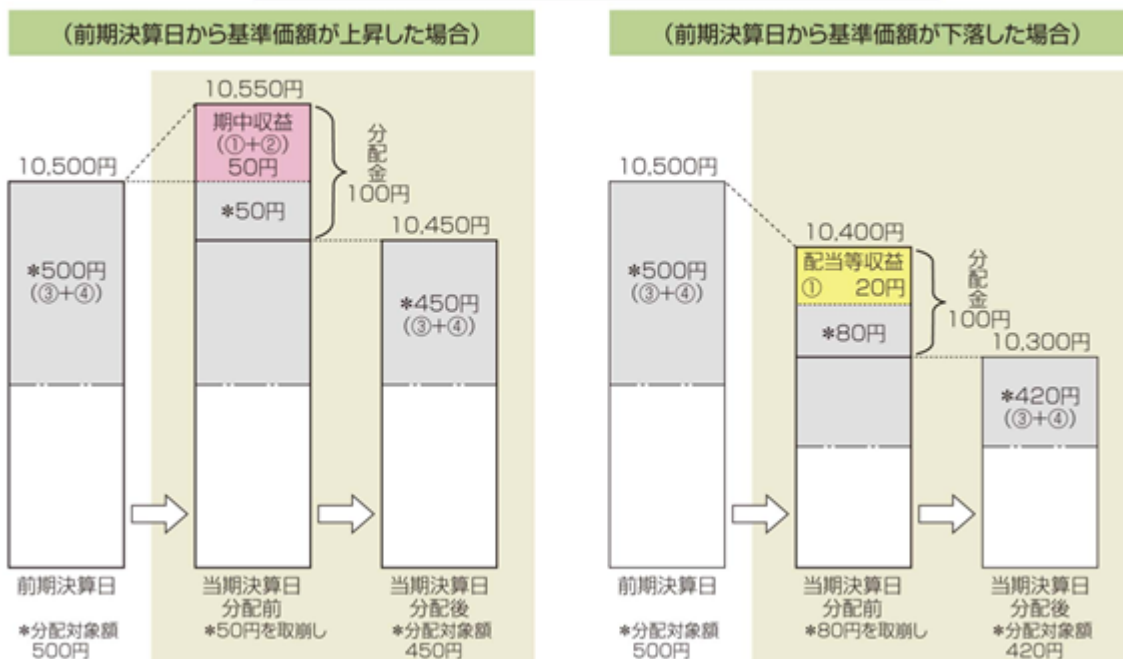 （前期決算日から基準価額が上昇した場合）
10,550円
期中収益
（①+②）
50円
分配金
100円
10,500円
*50円
10,450円
*500円
（③+④）
*450円
（③+④）
前期決算日
*分配対象額
500円
当期決算日
分配前
*50円を取崩し
当期決算日
分配後
*分配対象額
450円
（前期決算日から基準価額が下落した場合）
10,500円
10,400円
配当等収益
① 20円
分配金
100円
*500円
（③+④）
*80円
10,300円
*420円
（③+④）
前期決算日
*分配対象額
500円
当期決算日
分配前
*80円を取崩し
当期決算日
分配後
*分配対象額
420円